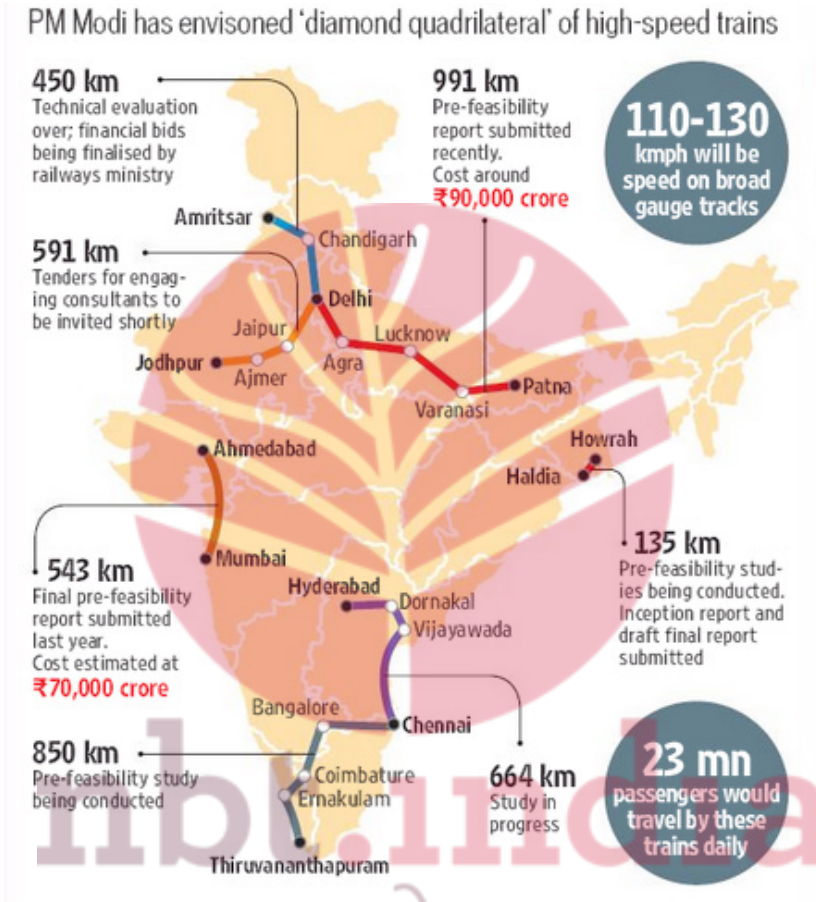 PM Modi has envisoned ‘diamond quadrilateral’ of high-speed trains
450 km
Technical evaluation
over; financial bids
being finalised by
railways ministry
991 km
Pre-feasibility
report submitted
recently.
Cost around
₹90,000 crore
110-130
kmph will be
speed on broad
gauge tracks
Amritsar
Chandigarh
591 km
Tenders for engag-
ing consultants to
be invited shortly
Delhi
Jaipur
Lucknow
Jodhpur
Ajmer
Agra
Patna
Varanasi
Ahmedabad
Howrah
Haldia
Mumbai
543 km
Final pre-feasibility
report submitted
last year.
Cost estimated at
₹70,000 crore
135 km
Pre-feasibility stud-
ies being conducted.
Inception report and
draft final report
submitted
Hyderabad
Dornakal
Vijayawada
Bangalore
Chennai
850 km
Pre-feasibility study
being conducted
Coimbature
Ernakulam
664 km
Study in
progress
23 mn
passengers would
travel by these
trains daily
Thiruvananthapuram
nbt.india